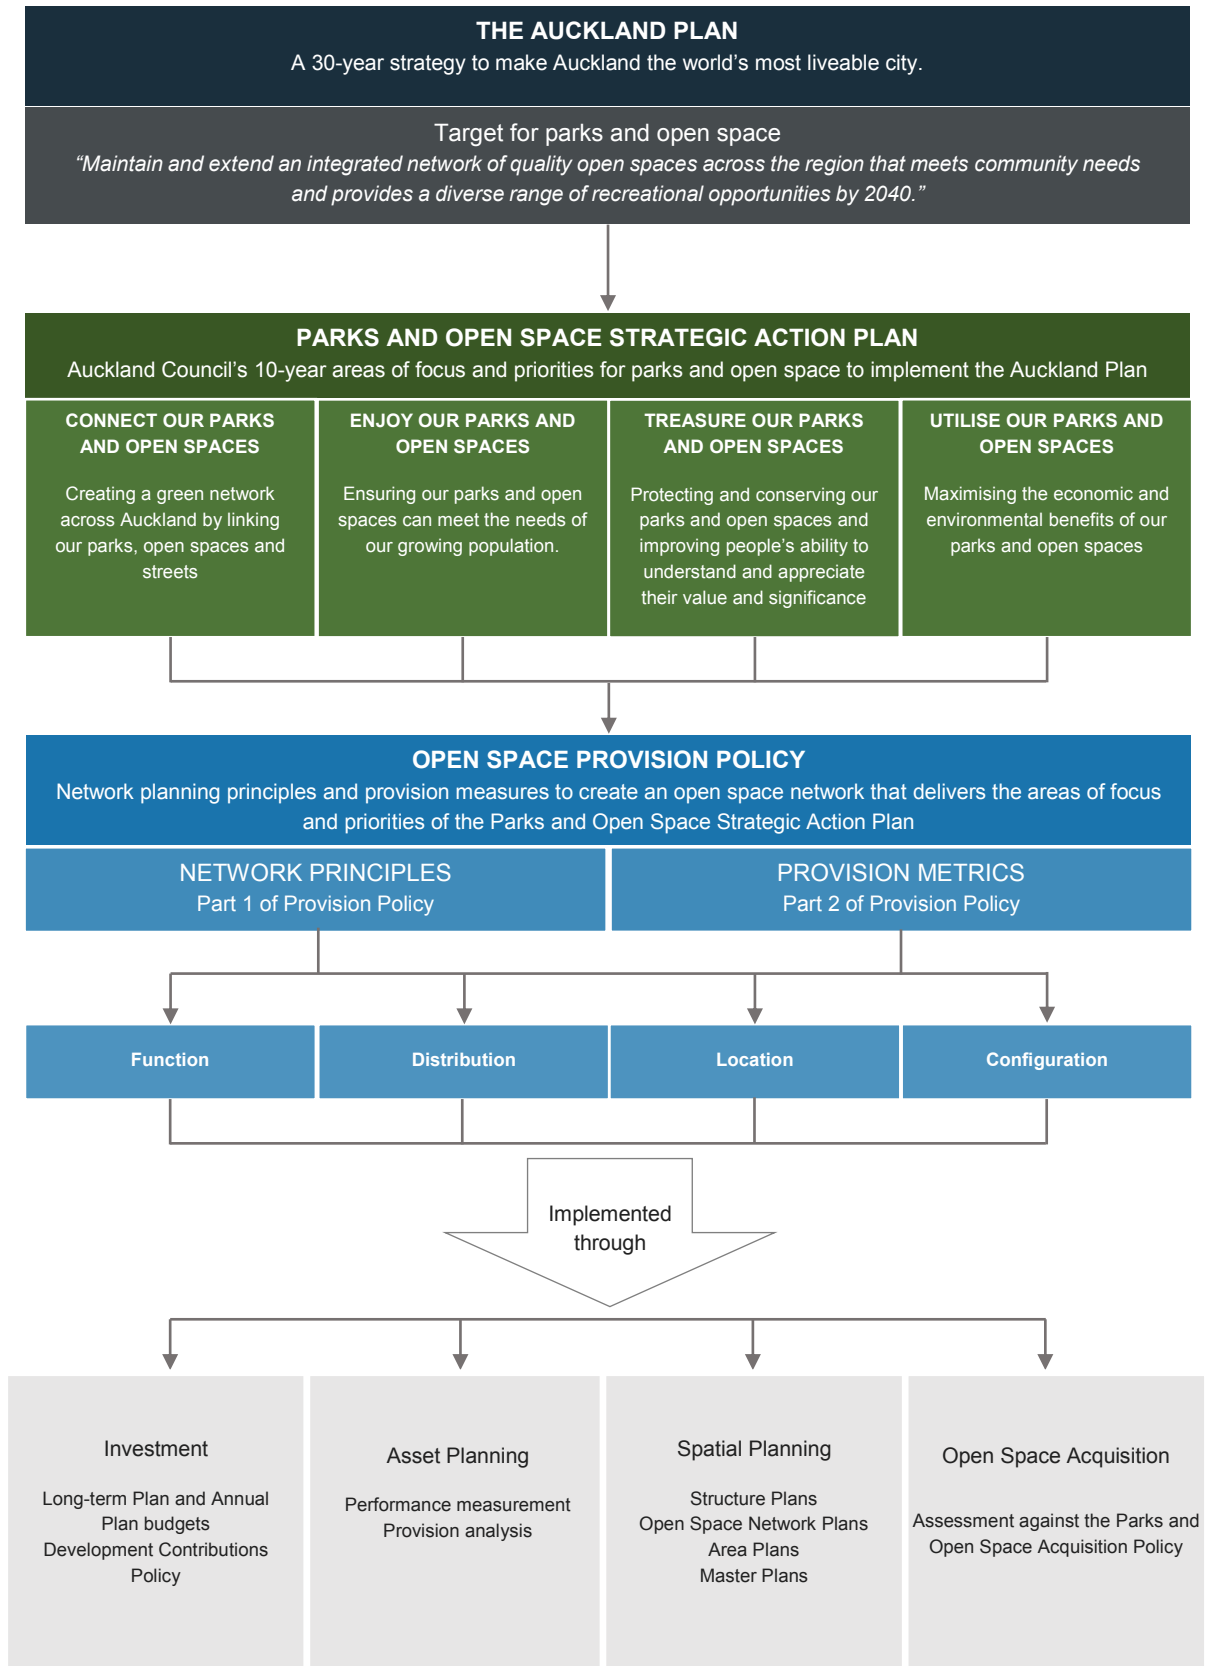 THE AUCKLAND PLAN
A 30-year strategy to make Auckland the world's most liveable city.
Target for parks and open space
“Maintain and extend an integrated network of quality open spaces across the region that meets community needs
and provides a diverse range of recreational opportunities by 2040.”
PARKS AND OPEN SPACE STRATEGIC ACTION PLAN
Auckland Council's 10-year areas of focus and priorities for parks and open space to implement the Auckland Plan
CONNECT OUR PARKS
AND OPEN SPACES
Creating a green network
across Auckland by linking
our parks, open spaces and
streets
ENJOY OUR PARKS AND
OPEN SPACES
Ensuring our parks and open
spaces can meet the needs of
our growing population.
TREASURE OUR PARKS
AND OPEN SPACES
Protecting and conserving our
parks and open spaces and
improving people's ability to
understand and appreciate
their value and significance
UTILISE OUR PARKS AND
OPEN SPACES
Maximising the economic and
environmental benefits of our
parks and open spaces
OPEN SPACE PROVISION POLICY
Network planning principles and provision measures to create an open space network that delivers the areas of focus
and priorities of the Parks and Open Space Strategic Action Plan
NETWORK PRINCIPLES
Part 1 of Provision Policy
PROVISION METRICS
Part 2 of Provision Policy
Function
Distribution
Location
Configuration
Implemented
through
Investment
Long-term Plan and Annual
Plan budgets
Development Contributions
Policy
Asset Planning
Performance measurement
Provision analysis
Spatial Planning
Structure Plans
Open Space Network Plans
Area Plans
Master Plans
Open Space Acquisition
Assessment against the Parks and
Open Space Acquisition Policy